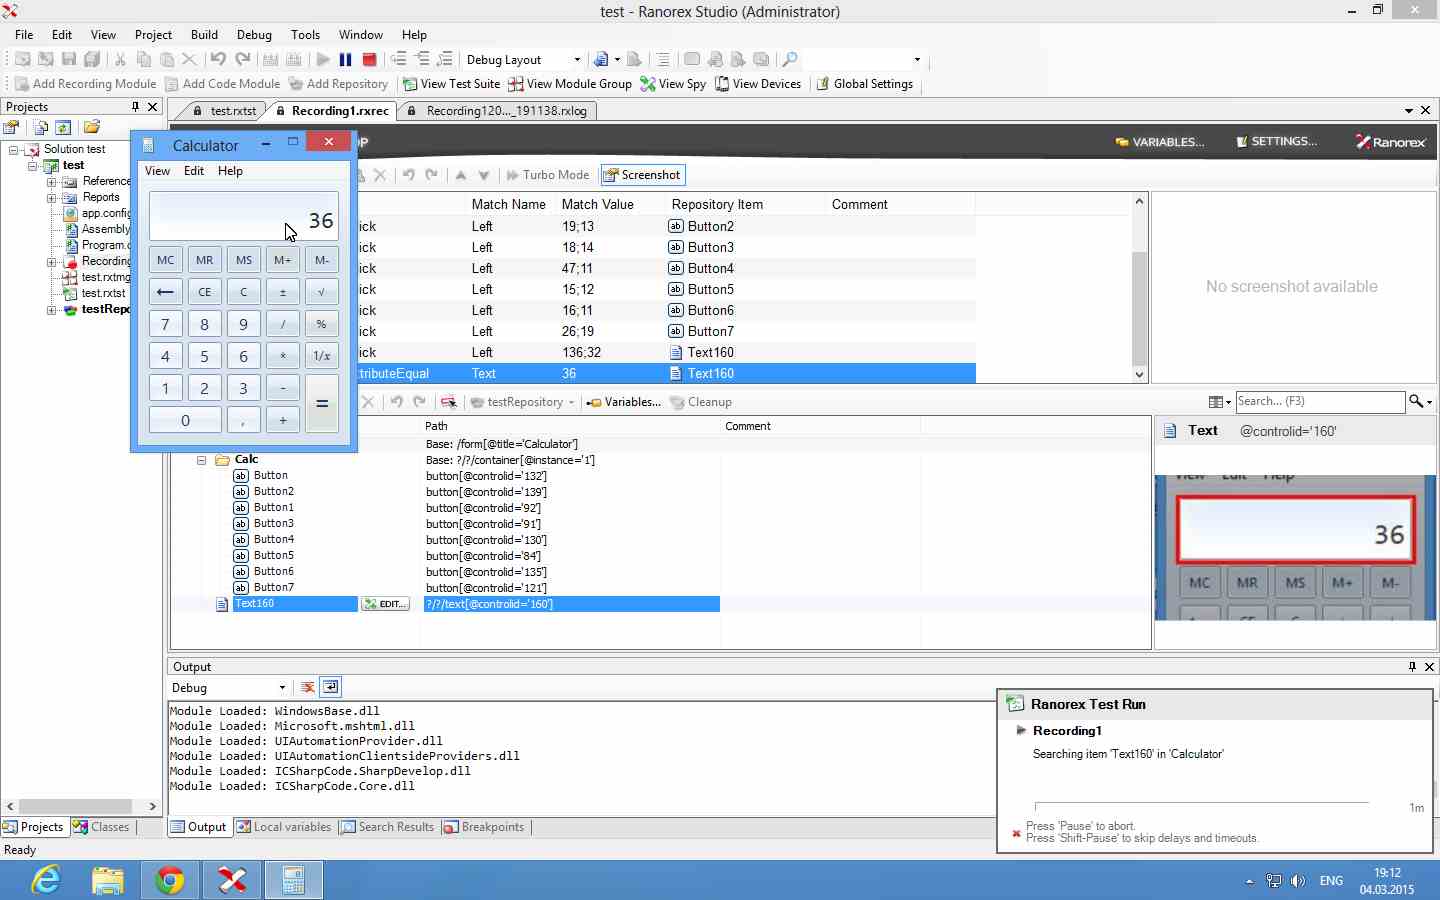 test - Ranorex Studio (Administrator)
File Edit View Project Build Debug Tools Window Help
Debug Layout
Add Recording Module Add Code Module Add Repository View Test Suite View Module Group View Spy View Devices Global Settings
Projects
test.rxtst Recording1.rxrec Recording120..._191138.rxlog
Solution test
test
Reference
Reports
app.config
Assembly
Program.c
Recording
test.rxtmg
test.rxtst
testRepo
Calculator
View Edit Help
36
MC MR MS M+ M-
← CE C ± √
7 8 9 / %
4 5 6 * 1/x
1 2 3 - =
0 , +
OP VARIABLES... SETTINGS... Ranorex
Turbo Mode Screenshot
Match Name Match Value Repository Item Comment
ick Left 19;13 Button2
ick Left 18;14 Button3
ick Left 47;11 Button4
ick Left 15;12 Button5
ick Left 16;11 Button6
ick Left 26;19 Button7
ick Left 136;32 Text160
ttributeEqual Text 36 Text160
No screenshot available
testRepository Variables... Cleanup
Search... (F3)
Path Comment
Base: /form[@title='Calculator']
Calc Base: ?/?/container[@instance='1']
Button button[@controlid='132']
Button2 button[@controlid='139']
Button1 button[@controlid='92']
Button3 button[@controlid='91']
Button4 button[@controlid='130']
Button5 button[@controlid='84']
Button6 button[@controlid='135']
Button7 button[@controlid='121']
Text160 EDIT... ?/?/text[@controlid='160']
Text @controlid='160'
View Edit Help
36
MC MR MS M+ M-
Output
Debug
Module Loaded: WindowsBase.dll
Module Loaded: Microsoft.mshtml.dll
Module Loaded: UIAutomationProvider.dll
Module Loaded: UIAutomationClientsideProviders.dll
Module Loaded: ICSharpCode.SharpDevelop.dll
Module Loaded: ICSharpCode.Core.dll
Ranorex Test Run
Recording1
Searching item 'Text160' in 'Calculator'
1m
Press 'Pause' to abort.
Press 'Shift-Pause' to skip delays and timeouts.
Projects Classes
Output Local variables Search Results Breakpoints
Ready
ENG
19:12
04.03.2015